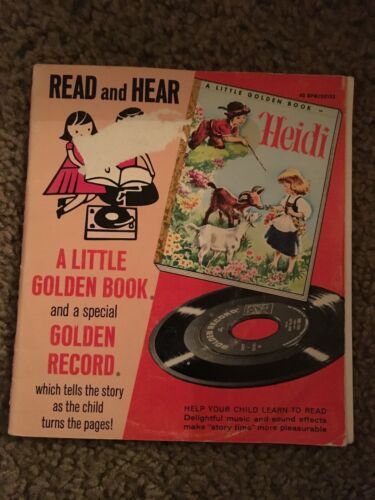 READ and HEAR
A LITTLE GOLDEN BOOK
Heidi
A LITTLE
GOLDEN BOOK®
and a special
GOLDEN
RECORD®
which tells the story
as the child
turns the pages!
GOLDEN RECORD
HELP YOUR CHILD LEARN TO READ
Delightful music and sound effects
make "story time" more pleasurable